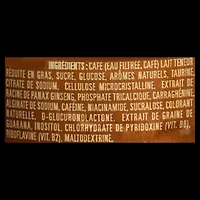 INGRÉDIENTS: CAFÉ (EAU FILTRÉE, CAFÉ) LAIT TENEUR
RÉDUITE EN GRAS, SUCRE, GLUCOSE, ARÔMES NATURELS, TAURINE,
CITRATE DE SODIUM, CELLULOSE MICROCRISTALLINE, EXTRAIT DE
RACINE DE PANAX GINSENG, PHOSPHATE TRICALCIQUE, CARRAGHÉNINE,
ALGINATE DE SODIUM, CAFÉINE, NIACINAMIDE, SUCRALOSE, COLORANT
NATURELLE, D-GLUCURONOLACTONE, EXTRAIT DE GRAINE DE
GUARANA, INOSITOL, CHLORHYDRATE DE PYRIDOXINE (VIT. B6),
RIBOFLAVINE (VIT. B2), MALTODEXTRINE.